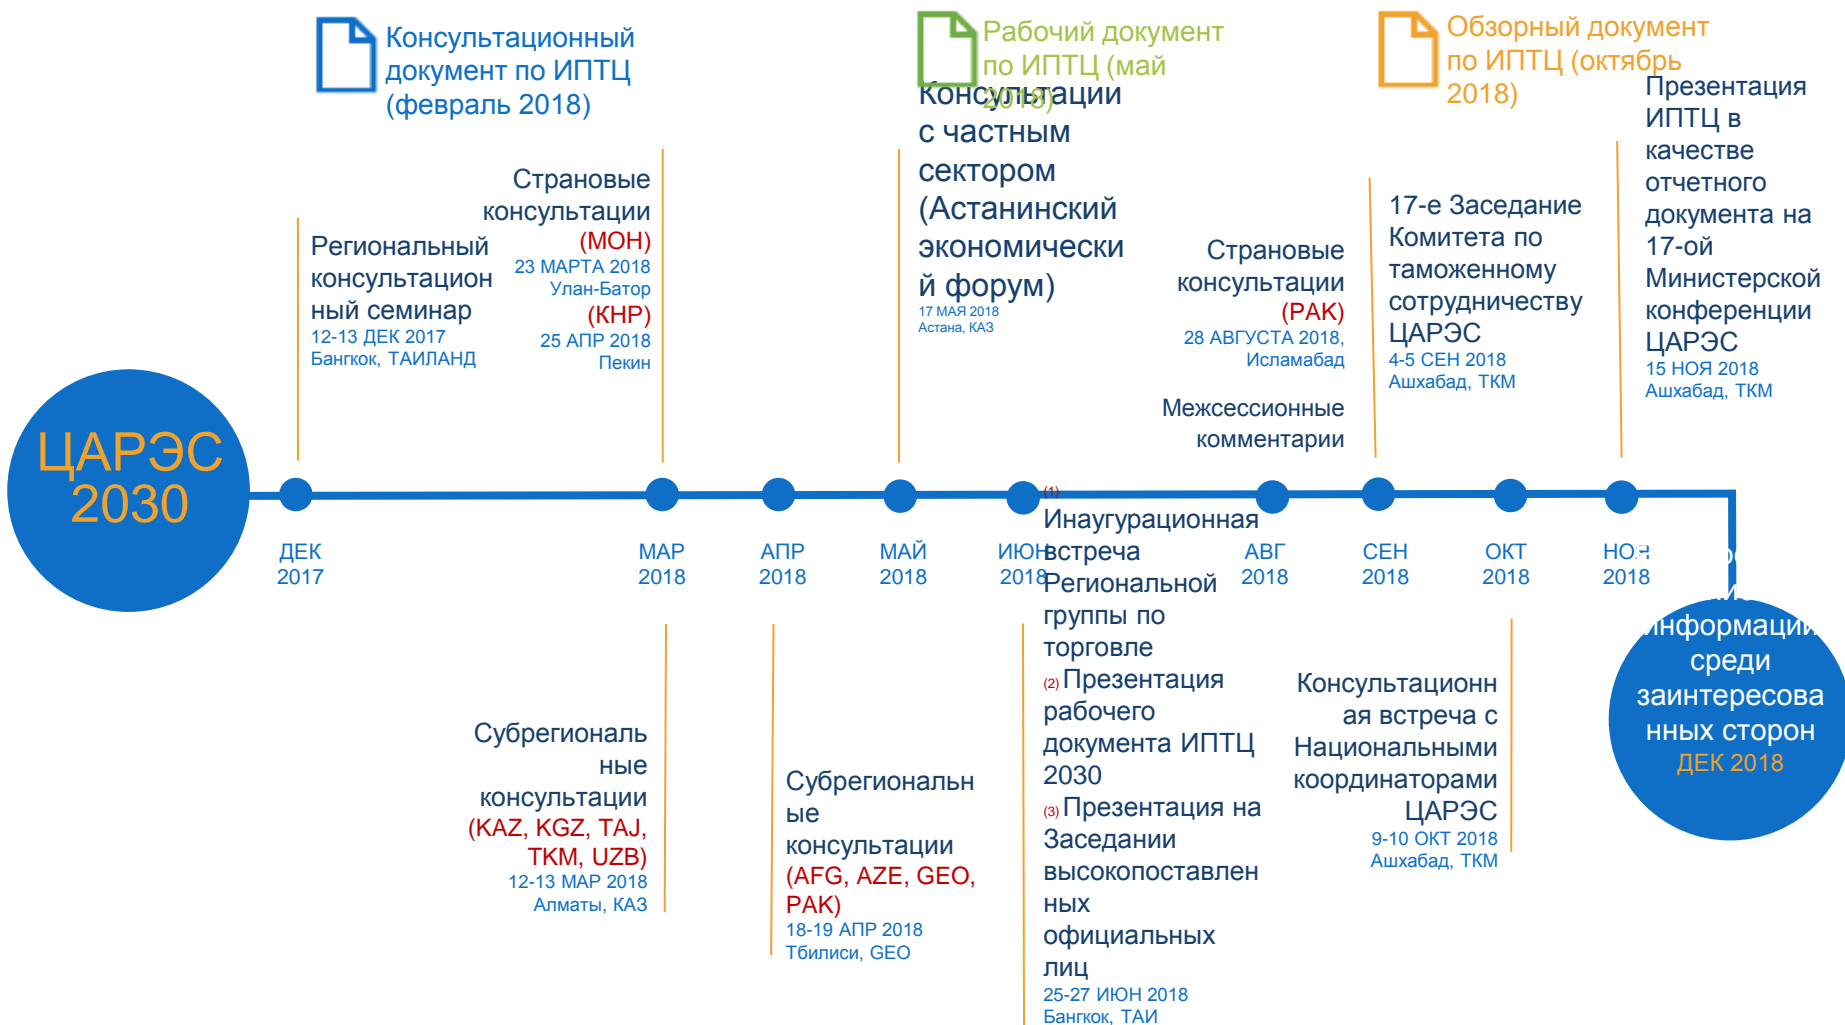 Консультационный
документ по ИПТЦ
(февраль 2018)
Рабочий документ
по ИПТЦ (май
2018)
Обзорный документ
по ИПТЦ (октябрь
2018)
Региональный
консультацион
ный семинар
12-13 ДЕК 2017
Бангкок, ТАИЛАНД
Страновые
консультации
(МОН)
23 МАРТА 2018
Улан-Батор
(КНР)
25 АПР 2018
Пекин
Консультации
с частным
сектором
(Астанинский
экономически
й форум)
17 МАЯ 2018
Астана, КАЗ
Страновые
консультации
(PAK)
28 АВГУСТА 2018,
Исламабад
Межсессионные
комментарии
17-е Заседание
Комитета по
таможенному
сотрудничеству
ЦАРЭС
4-5 СЕН 2018
Ашхабад, ТКМ
Презентация
ИПТЦ в
качестве
отчетного
документа на
17-ой
Министерской
конференции
ЦАРЭС
15 НОЯ 2018
Ашхабад, ТКМ
ЦАРЭС
2030
ДЕК
2017
МАР
2018
АПР
2018
МАЙ
2018
ИЮН
2018
АВГ
2018
СЕН
2018
ОКТ
2018
НОЯ
2018
Субрегиональ
ные
консультации
(KAZ, KGZ, TAJ,
TKM, UZB)
12-13 МАР 2018
Алматы, КАЗ
Субрегиональн
ые
консультации
(AFG, AZE, GEO,
PAK)
18-19 АПР 2018
Тбилиси, GEO
(1)
Инаугурационная
встреча
Региональной
группы по
торговле
(2) Презентация
рабочего
документа ИПТЦ
2030
(3) Презентация на
Заседании
высокопоставлен
ных
официальных
лиц
25-27 ИЮН 2018
Бангкок, ТАИ
Консультационн
ая встреча с
Национальными
координаторами
ЦАРЭС
9-10 ОКТ 2018
Ашхабад, ТКМ
информации
среди
заинтересова
нных сторон
ДЕК 2018